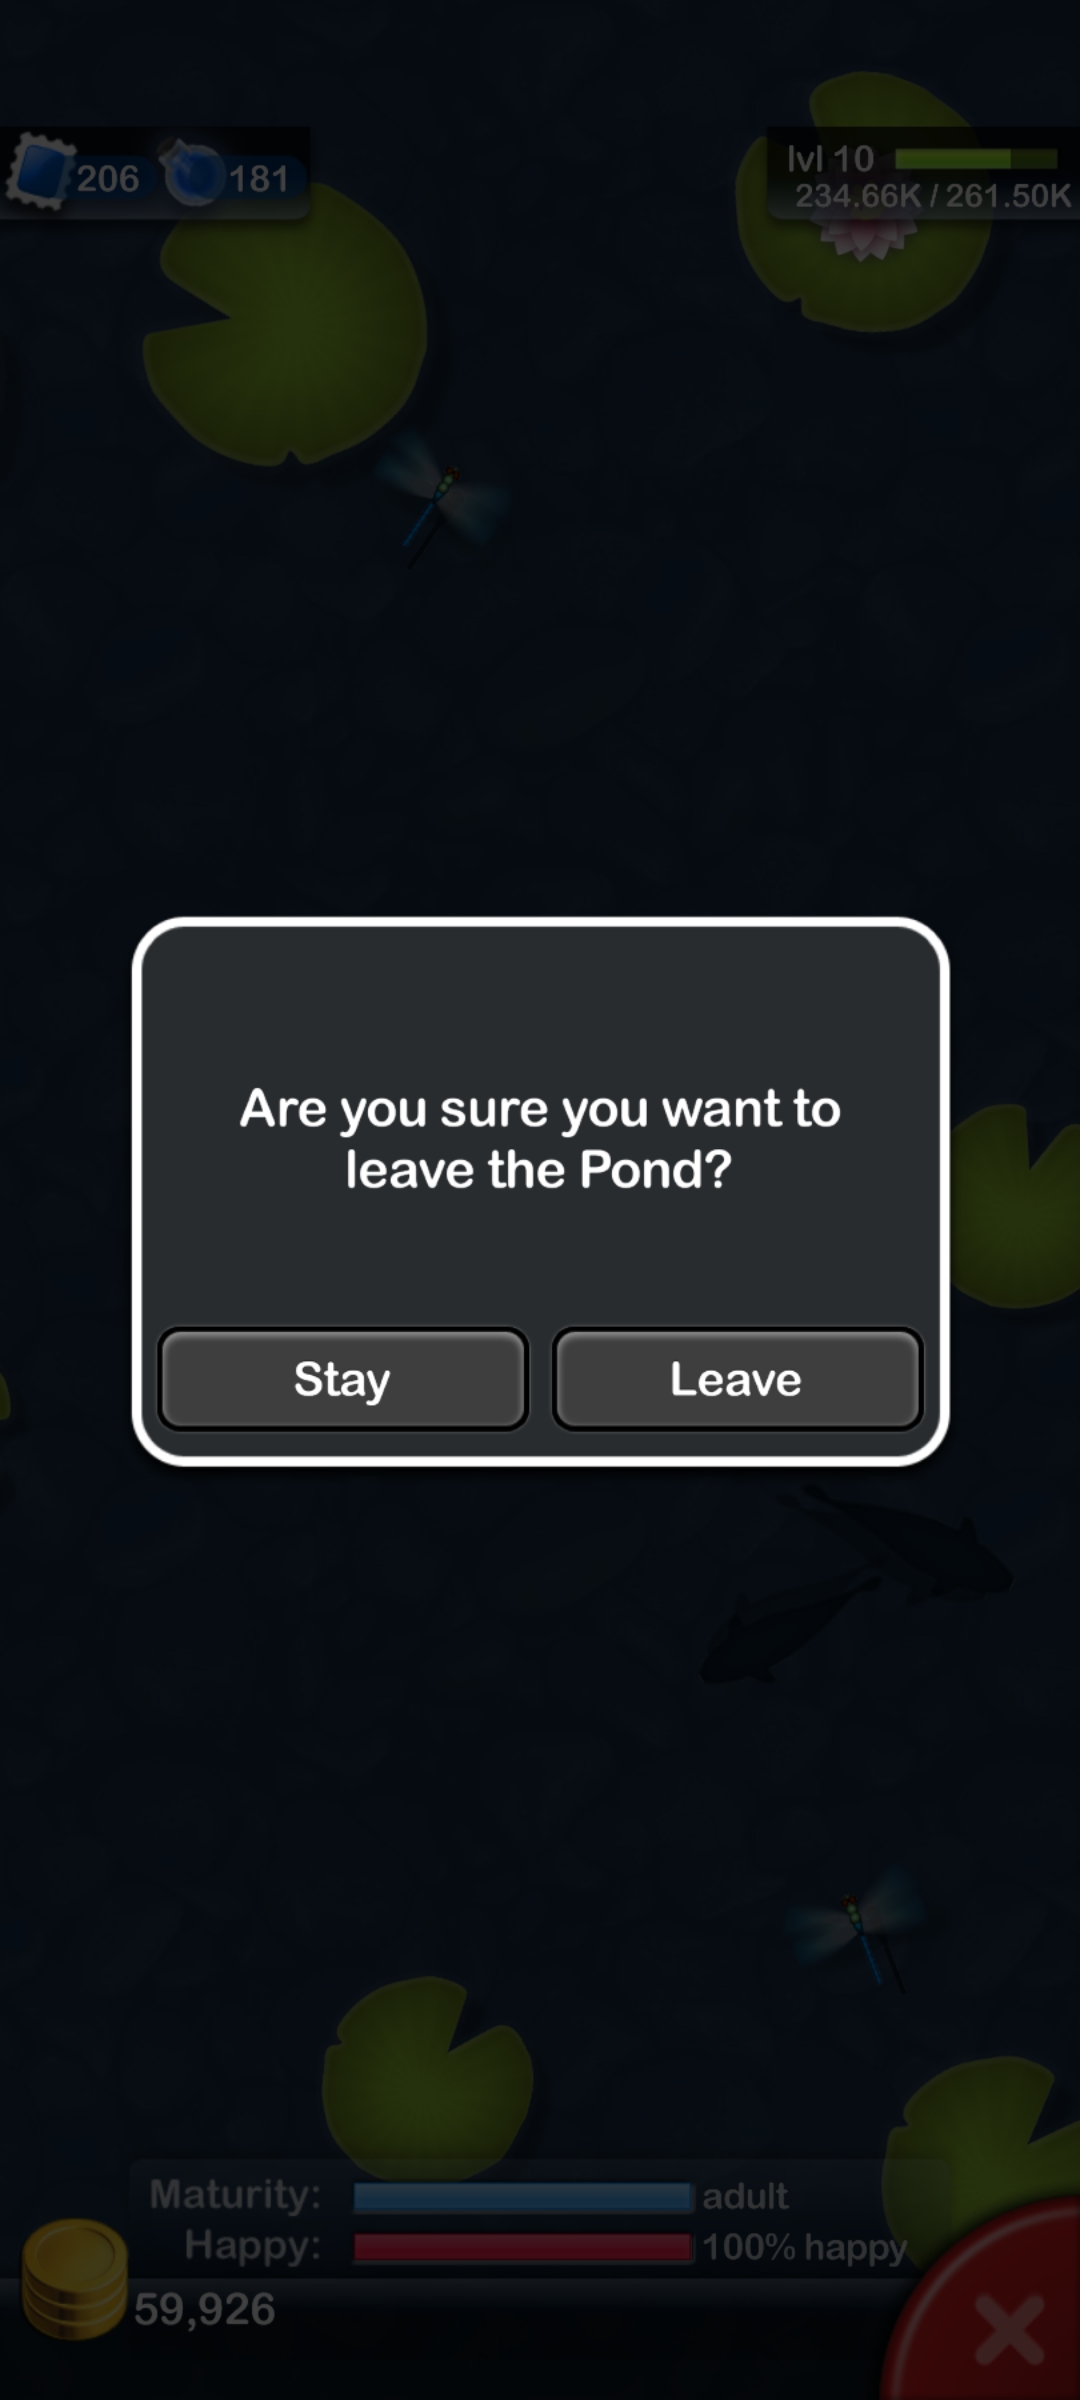 206 181
lvl 10
234.66K / 261.50K
Are you sure you want to
leave the Pond?
Stay Leave
Maturity: adult
Happy: 100% happy
59,926